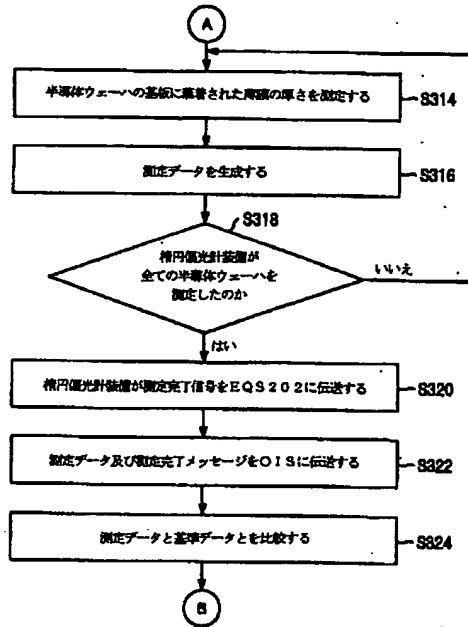 A
半導体ウェーハの基板に蒸着された薄膜の厚さを測定する
S314
測定データを生成する
S316
S318
楕円偏光計装備が
全ての半導体ウェーハを
測定したのか
いいえ
はい
楕円偏光計装備が測定完了信号をEQS202に伝送する
S320
測定データ及び測定完了メッセージをOISに伝送する
S322
測定データと基準データとを比較する
S324
B